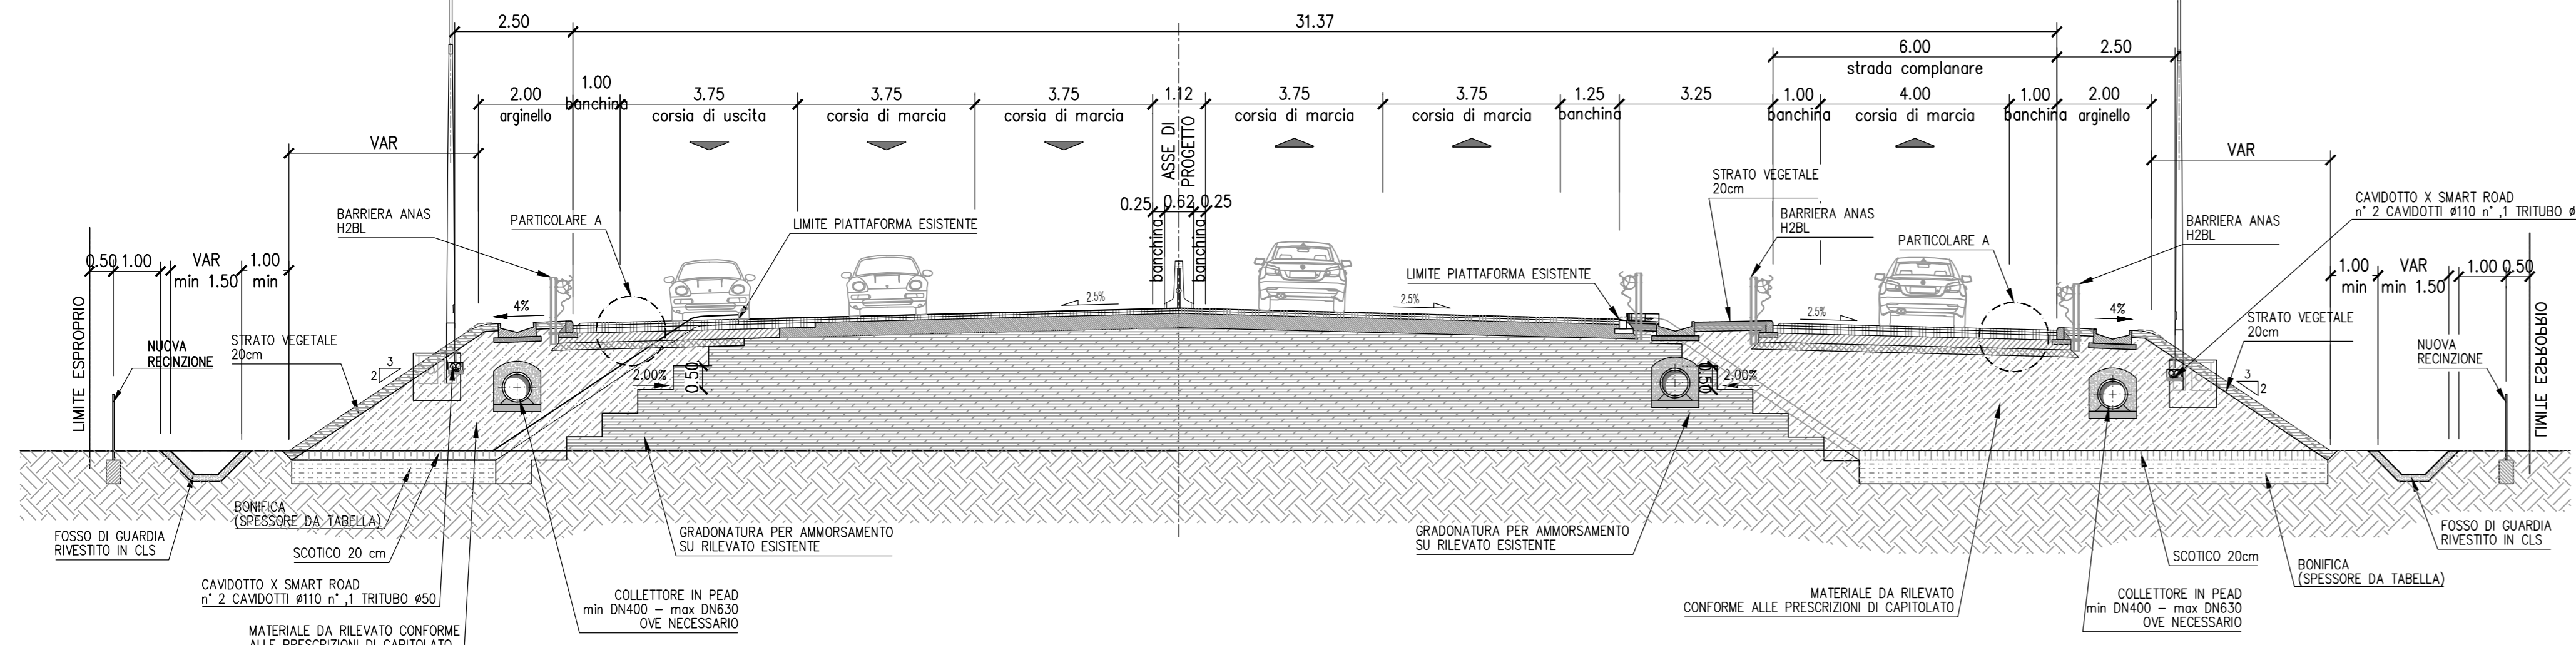 2.50
31.37
6.00
2.50
strada complanare
2.00
arginello
1.00
banchina
3.75
corsia di uscita
3.75
corsia di marcia
3.75
corsia di marcia
1.12
3.75
corsia di marcia
3.75
corsia di marcia
1.25
banchina
3.25
1.00
banchina
4.00
corsia di marcia
1.00
banchina
2.00
arginello
VAR
VAR
ASSE DI
PROGETTO
0.25
0.62
0.25
banchina
banchina
BARRIERA ANAS
H2BL
PARTICOLARE A
LIMITE PIATTAFORMA ESISTENTE
STRATO VEGETALE
20cm
BARRIERA ANAS
H2BL
LIMITE PIATTAFORMA ESISTENTE
PARTICOLARE A
BARRIERA ANAS
H2BL
CAVIDOTTO X SMART ROAD
n° 2 CAVIDOTTI ø110 n° ,1 TRITUBO ø
0.50
1.00
VAR
min 1.50
1.00
min
1.00
min
VAR
min 1.50
1.00
0.50
LIMITE ESPROPRIO
LIMITE ESPROPRIO
NUOVA
RECINZIONE
STRATO VEGETALE
20cm
3
2
4%
2.5%
2.5%
2.5%
4%
2.00%
0.50
0.50
2.00%
3
2
STRATO VEGETALE
20cm
NUOVA
RECINZIONE
FOSSO DI GUARDIA
RIVESTITO IN CLS
BONIFICA
(SPESSORE DA TABELLA)
SCOTICO 20 cm
CAVIDOTTO X SMART ROAD
n° 2 CAVIDOTTI ø110 n° ,1 TRITUBO ø50
MATERIALE DA RILEVATO CONFORME
ALLE PRESCRIZIONI DI CAPITOLATO
GRADONATURA PER AMMORSAMENTO
SU RILEVATO ESISTENTE
COLLETTORE IN PEAD
min DN400 – max DN630
OVE NECESSARIO
GRADONATURA PER AMMORSAMENTO
SU RILEVATO ESISTENTE
MATERIALE DA RILEVATO
CONFORME ALLE PRESCRIZIONI DI CAPITOLATO
COLLETTORE IN PEAD
min DN400 – max DN630
OVE NECESSARIO
SCOTICO 20cm
BONIFICA
(SPESSORE DA TABELLA)
FOSSO DI GUARDIA
RIVESTITO IN CLS